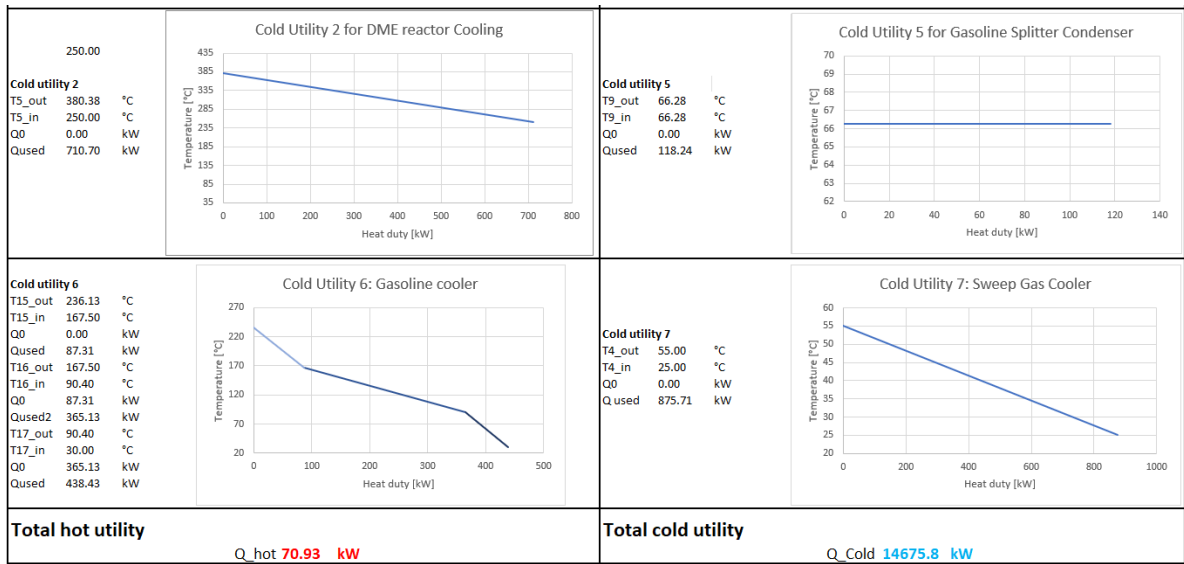 250.00
Cold utility 2
T5_out 380.38 °C
T5_in 250.00 °C
Q0 0.00 kW
Qused 710.70 kW
Cold Utility 2 for DME reactor Cooling
Temperature [°C]
435
385
335
285
235
185
135
85
35
0 100 200 300 400 500 600 700 800
Heat duty [kW]
Cold utility 5
T9_out 66.28 °C
T9_in 66.28 °C
Q0 0.00 kW
Qused 118.24 kW
Cold Utility 5 for Gasoline Splitter Condenser
Temperature [°C]
70
69
68
67
66
65
64
63
62
0 20 40 60 80 100 120 140
Heat duty [kW]
Cold utility 6
T15_out 236.13 °C
T15_in 167.50 °C
Q0 0.00 kW
Qused 87.31 kW
T16_out 167.50 °C
T16_in 90.40 °C
Q0 87.31 kW
Qused2 365.13 kW
T17_out 90.40 °C
T17_in 30.00 °C
Q0 365.13 kW
Qused 438.43 kW
Cold Utility 6: Gasoline cooler
Temperature [°C]
270
220
170
120
70
20
0 100 200 300 400 500
Heat duty [kW]
Cold utility 7
T4_out 55.00 °C
T4_in 25.00 °C
Q0 0.00 kW
Q used 875.71 kW
Cold Utility 7: Sweep Gas Cooler
Temperature [°C]
60
55
50
45
40
35
30
25
20
0 200 400 600 800 1000
Heat duty [kW]
Total hot utility
Q_hot 70.93 kW
Total cold utility
Q_Cold 14675.8 kW